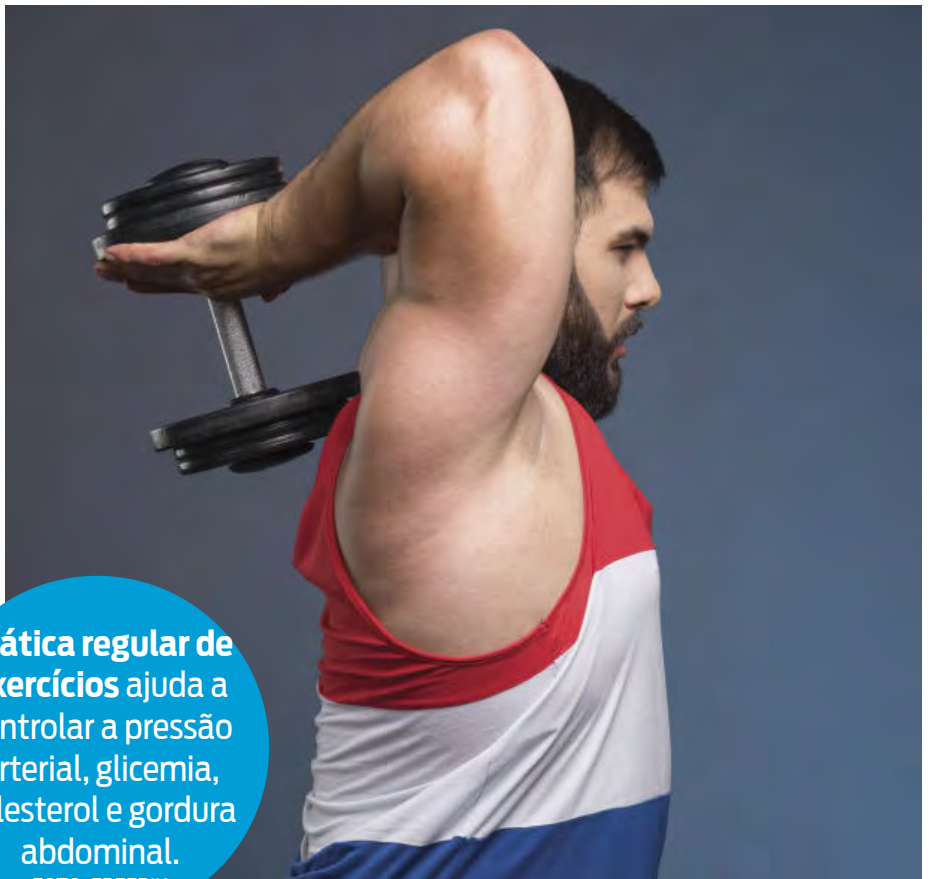 ática regular de
xercícios ajuda a
ntrolar a pressão
rterial, glicemia,
lesterol e gordura
abdominal.